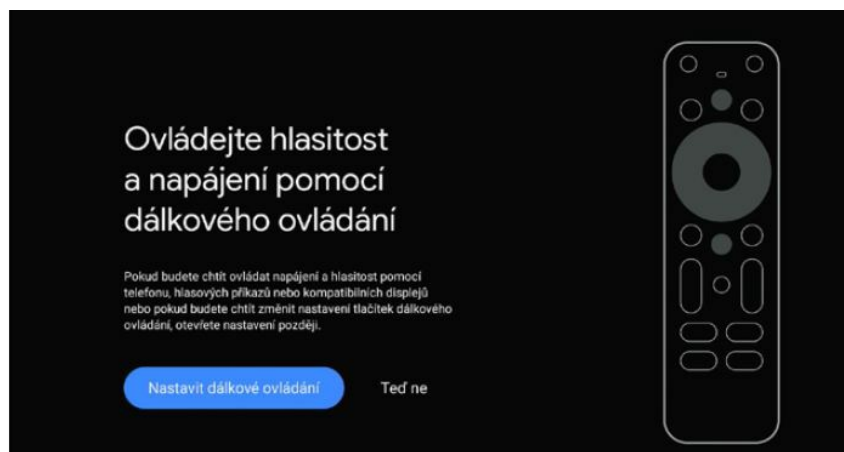 Ovládejte hlasitost
a napájení pomocí
dálkového ovládání
Pokud budete chtít ovládat napájení a hlasitost pomocí
telefonu, hlasových příkazů nebo kompatibilních displejů
nebo pokud budete chtít změnit nastavení tlačítek dálkového
ovládání, otevřete nastavení později.
Nastavit dálkové ovládání Teď ne